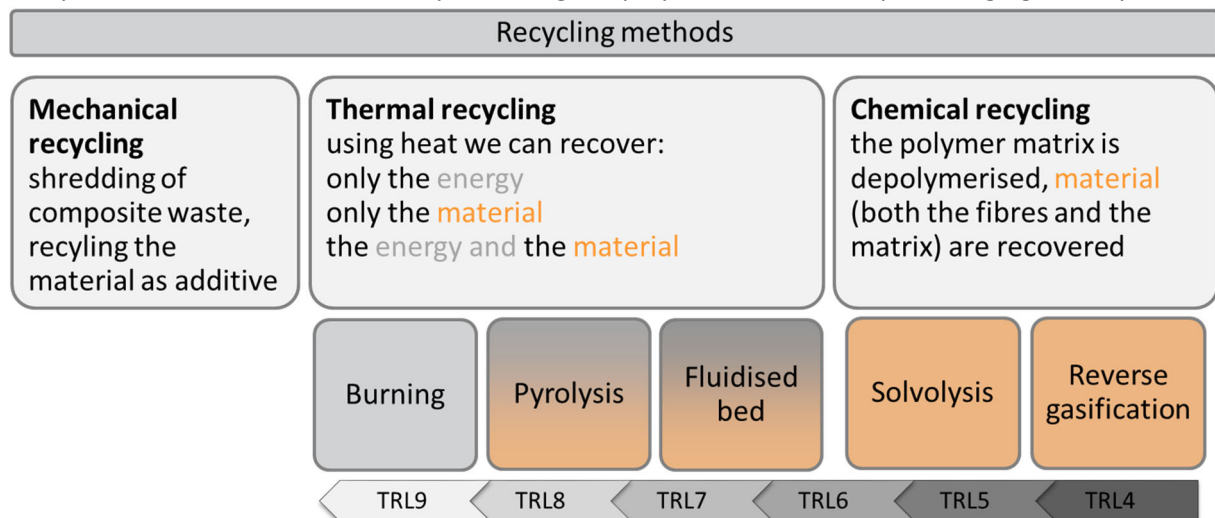 Recycling methods
Mechanical
recycling
shredding of
composite waste,
recyling the
material as additive
Thermal recycling
using heat we can recover:
only the energy
only the material
the energy and the material
Chemical recycling
the polymer matrix is
depolymerised, material
(both the fibres and the
matrix) are recovered
Burning
Pyrolysis
Fluidised
bed
Solvolysis
Reverse
gasification
TRL9
TRL8
TRL7
TRL6
TRL5
TRL4